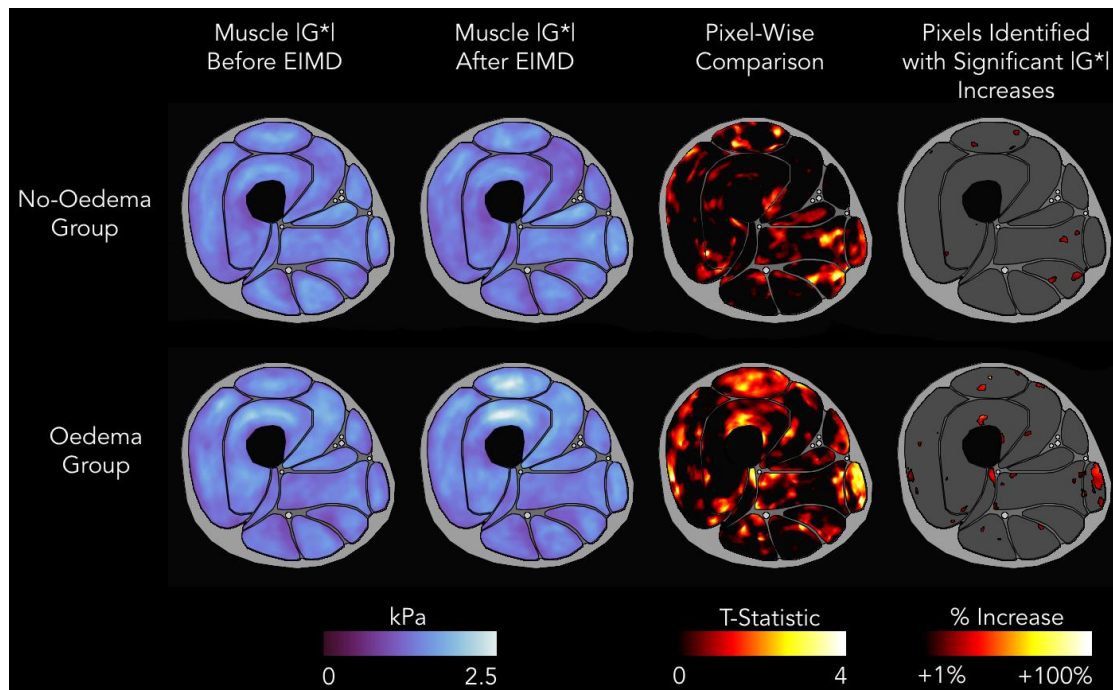 Muscle |G*|
Before EIMD
Muscle |G*|
After EIMD
Pixel-Wise
Comparison
Pixels Identified
with Significant |G*|
Increases
No-Oedema
Group
Oedema
Group
kPa
0
2.5
T-Statistic
0
4
% Increase
+1%
+100%